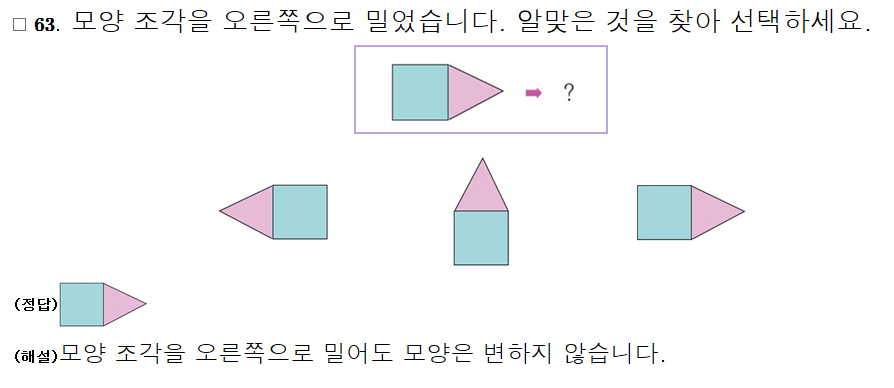 □ 63. 모양 조각을 오른쪽으로 밀었습니다. 알맞은 것을 찾아 선택하세요.
➡ ?
(정답)
(해설)모양 조각을 오른쪽으로 밀어도 모양은 변하지 않습니다.